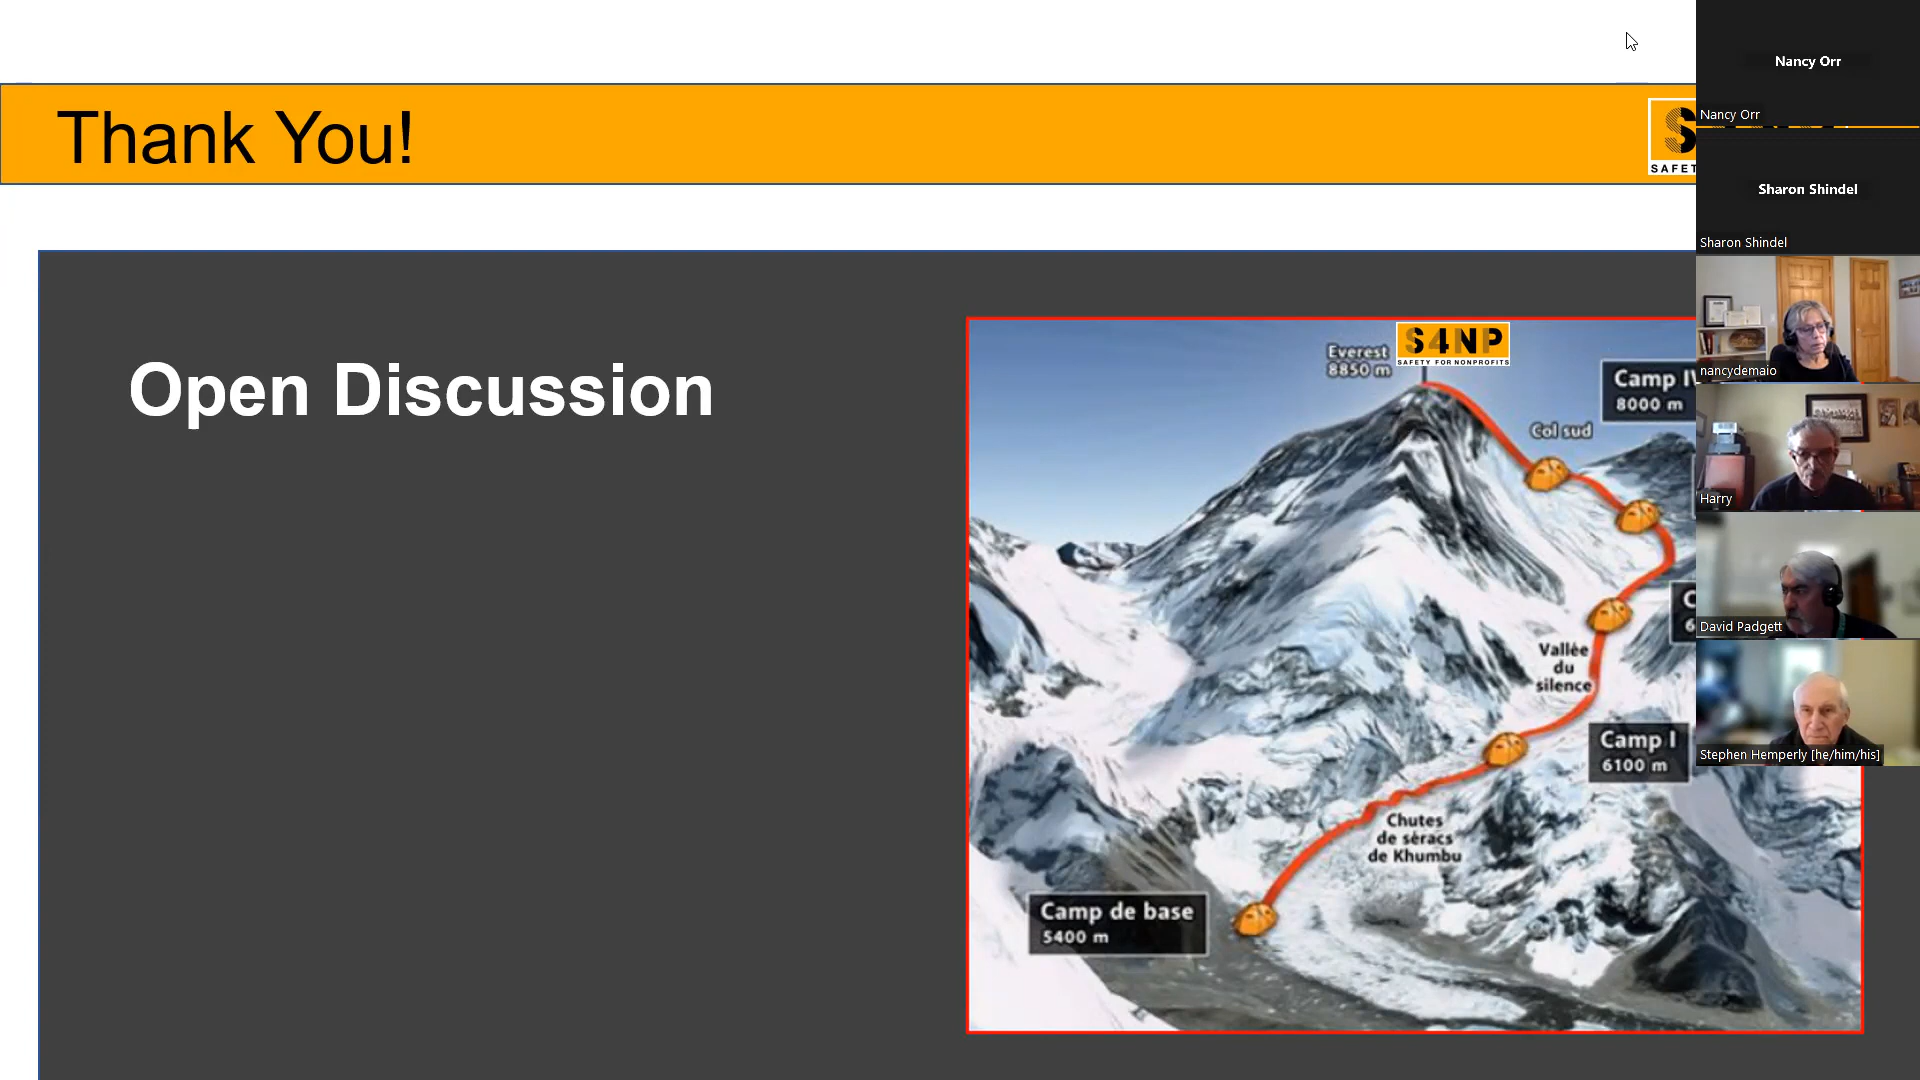 Thank You!
S
SAFET
Open Discussion
S4NP
SAFETY FOR NONPROFITS
Everest
8850 m
Camp IV
8000 m
Col sud
C
6
Vallée
du
silence
Camp I
6100 m
Chutes
de séracs
de Khumbu
Camp de base
5400 m
Nancy Orr
Nancy Orr
Sharon Shindel
Sharon Shindel
nancydemaio
Harry
David Padgett
Stephen Hemperly [he/him/his]